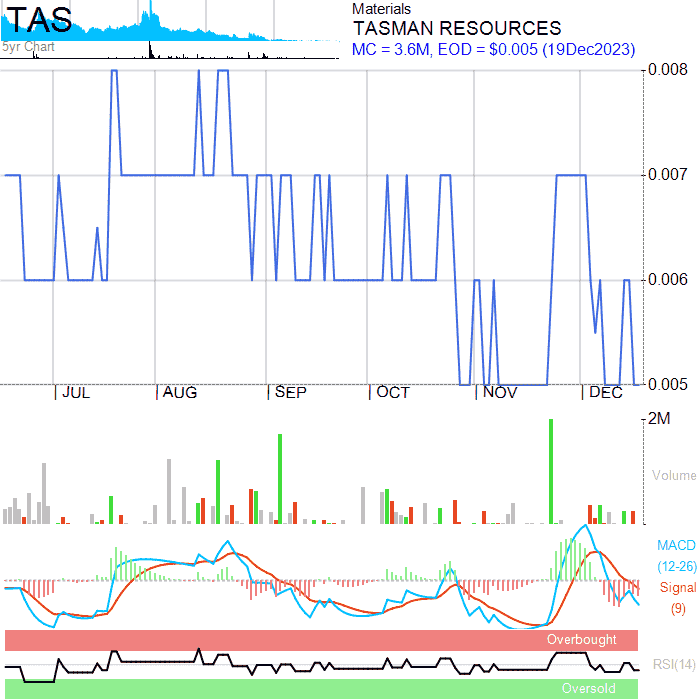 TAS
5yr Chart
Materials
TASMAN RESOURCES
MC = 3.6M, EOD = $0.005 (19Dec2023)
0.008
0.007
0.006
0.005
JUL AUG SEP OCT NOV DEC
2M
Volume
MACD
(12-26)
Signal
(9)
Overbought
RSI(14)
Oversold